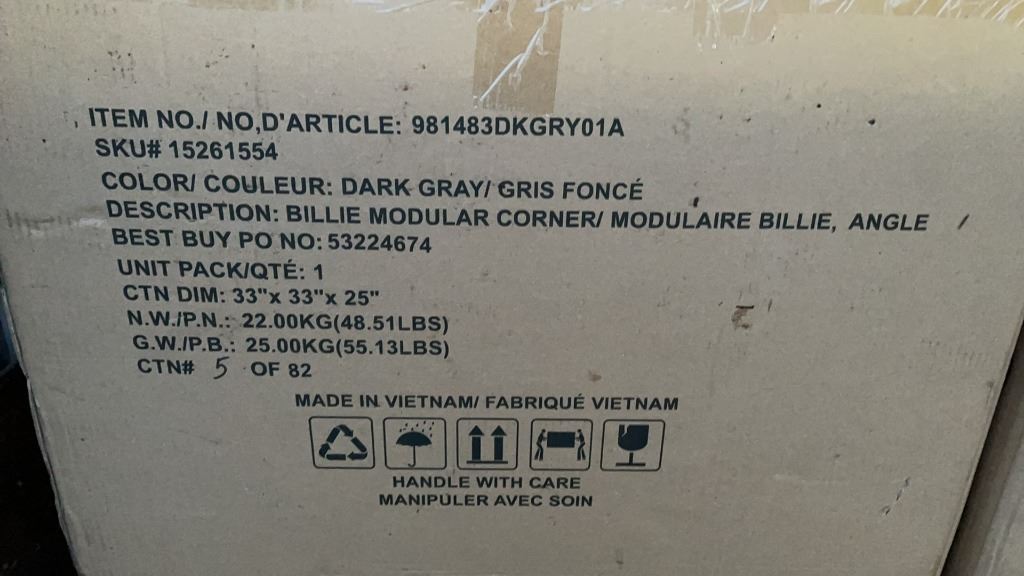 ITEM NO./ NO,D'ARTICLE: 981483DKGRY01A
SKU# 15261554
COLOR/ COULEUR: DARK GRAY/ GRIS FONCÉ
DESCRIPTION: BILLIE MODULAR CORNER/ MODULAIRE BILLIE, ANGLE /
BEST BUY PO NO: 53224674
UNIT PACK/QTÉ: 1
CTN DIM: 33"x 33"x 25"
N.W./P.N.: 22.00KG(48.51LBS)
G.W./P.B.: 25.00KG(55.13LBS)
CTN# 5 OF 82
MADE IN VIETNAM/ FABRIQUÉ VIETNAM
HANDLE WITH CARE
MANIPULER AVEC SOIN